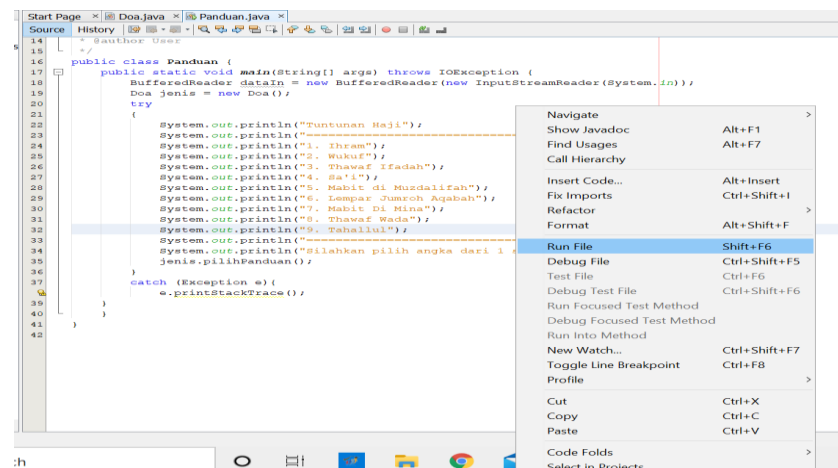 Start Page × Doa.java × Panduan.java ×
Source History
14 * @author User
15 */
16 public class Panduan {
17 public static void main(String[] args) throws IOException {
18 BufferedReader dataIn = new BufferedReader(new InputStreamReader(System.in));
19 Doa jenis = new Doa();
20 try
21 {
22 System.out.println("Tuntunan Haji");
23 System.out.println("
24 System.out.println("1. Ihram");
25 System.out.println("2. Wukuf");
26 System.out.println("3. Thawaf Ifadah");
27 System.out.println("4. Sa'i");
28 System.out.println("5. Mabit di Muzdalifah");
29 System.out.println("6. Lempar Jumroh Aqabah");
30 System.out.println("7. Mabit Di Mina");
31 System.out.println("8. Thawaf Wada");
32 System.out.println("9. Tahallul");
33 System.out.println("
34 System.out.println("Silahkan pilih angka dari 1
35 jenis.pilihPanduan();
36 }
37 catch (Exception e){
e.printStackTrace();
39 }
40 }
41 }
42
Navigate >
Show Javadoc Alt+F1
Find Usages Alt+F7
Call Hierarchy
Insert Code... Alt+Insert
Fix Imports Ctrl+Shift+I
Refactor >
Format Alt+Shift+F
Run File Shift+F6
Debug File Ctrl+Shift+F5
Test File Ctrl+F6
Debug Test File Ctrl+Shift+F6
Run Focused Test Method
Debug Focused Test Method
Run Into Method
New Watch... Ctrl+Shift+F7
Toggle Line Breakpoint Ctrl+F8
Profile >
Cut Ctrl+X
Copy Ctrl+C
Paste Ctrl+V
Code Folds >
Select in Projects